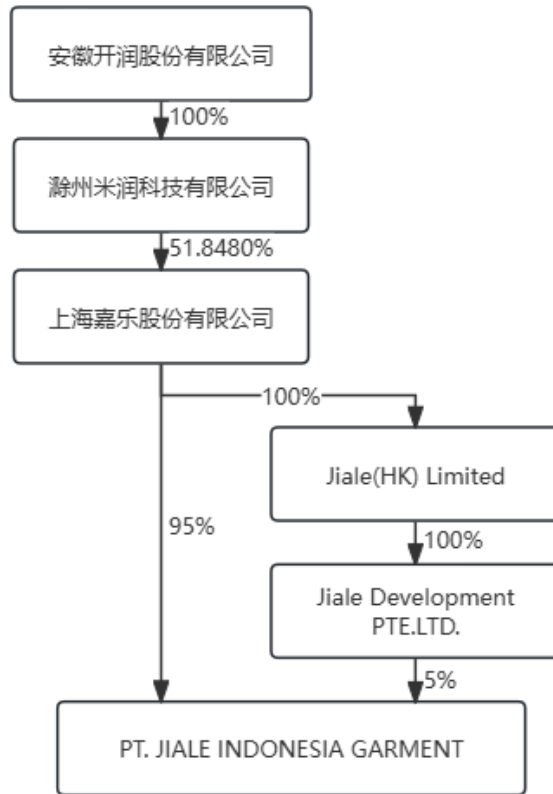 安徽开润股份有限公司
100%
滁州米润科技有限公司
51.8480%
上海嘉乐股份有限公司
100%
Jiale(HK) Limited
95%
100%
Jiale Development
PTE.LTD.
5%
PT. JIALE INDONESIA GARMENT